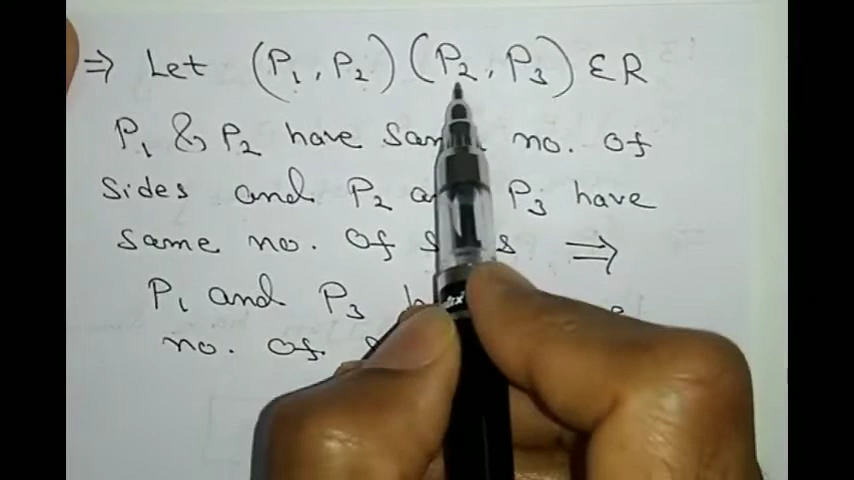 ⇒ Let (P₁, P₂) (P₂, P₃) ∈ R
P₁ & P₂ have no. of
sides and P₂ P₃ have
same no. of ⇒
P₁ and P₃
no. of